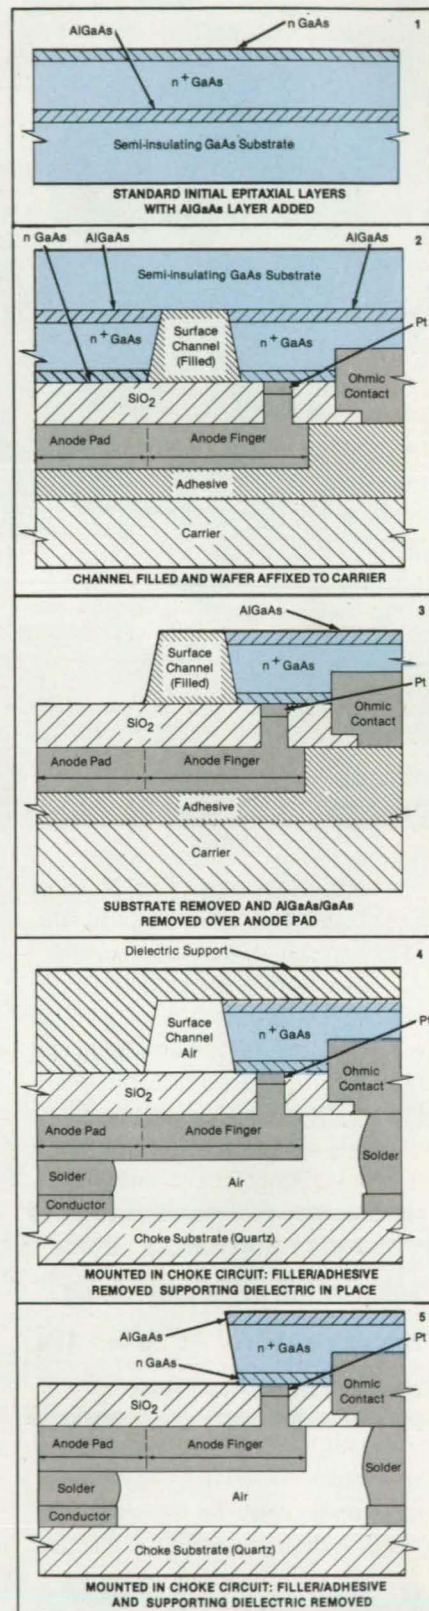 1
n GaAs
AlGaAs
n+ GaAs
Semi-insulating GaAs Substrate
STANDARD INITIAL EPITAXIAL LAYERS
WITH AlGaAs LAYER ADDED
2
n GaAs
AlGaAs
AlGaAs
Semi-insulating GaAs Substrate
Pt
n+GaAs
Surface
Channel
(Filled)
n+GaAs
Ohmic
Contact
SiO2
Anode Pad
Anode Finger
Adhesive
Carrier
CHANNEL FILLED AND WAFER AFFIXED TO CARRIER
3
AlGaAs
Surface
Channel
(Filled)
n+GaAs
Pt
Ohmic
Contact
SiO2
Anode Pad
Anode Finger
Adhesive
Carrier
SUBSTRATE REMOVED AND AlGaAs/GaAs
REMOVED OVER ANODE PAD
4
Dielectric Support
Surface
Channel
Air
n+GaAs
Pt
Ohmic
Contact
SiO2
Anode Pad
Anode Finger
Solder
Solder
Air
Conductor
Choke Substrate (Quartz)
MOUNTED IN CHOKE CIRCUIT: FILLER/ADHESIVE
REMOVED SUPPORTING DIELECTRIC IN PLACE
5
AlGaAs
n+GaAs
Pt
n GaAs
Ohmic
Contact
SiO2
Anode Pad
Anode Finger
Solder
Solder
Air
Conductor
Choke Substrate (Quartz)
MOUNTED IN CHOKE CIRCUIT: FILLER/ADHESIVE
AND SUPPORTING DIELECTRIC REMOVED